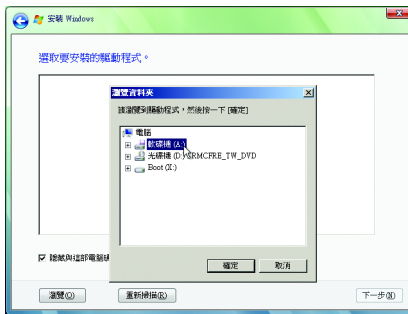 安裝 Windows
選取要安裝的驅動程式。
瀏覽資料夾
請瀏覽到驅動程式，然後按一下 [確定]
電腦
軟碟機 (A:)
光碟機 (D:) GRMCFRE_TW_DVD
Boot (X:)
確定
取消
隱藏與這部電腦硬
瀏覽(O)
重新掃描(R)
下一步(N)